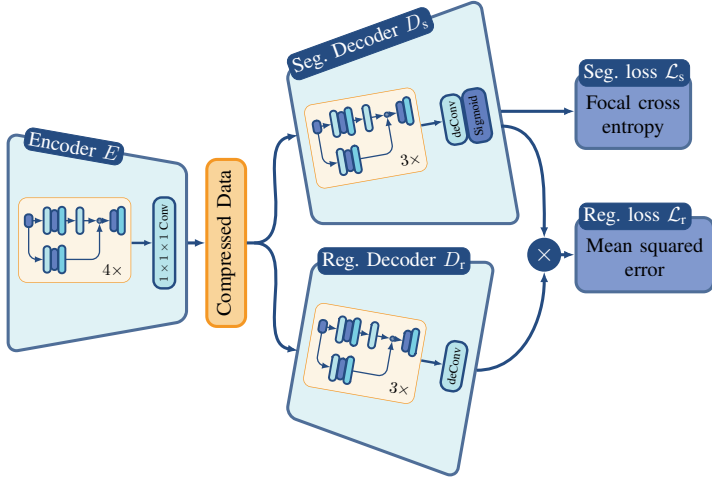 Encoder E
4×
1 × 1 × 1 Conv
Compressed Data
Seg. Decoder Dₛ
3×
deConv
Sigmoid
Reg. Decoder Dᵣ
3×
deConv
×
Seg. loss ℒₛ
Focal cross
entropy
Reg. loss ℒᵣ
Mean squared
error